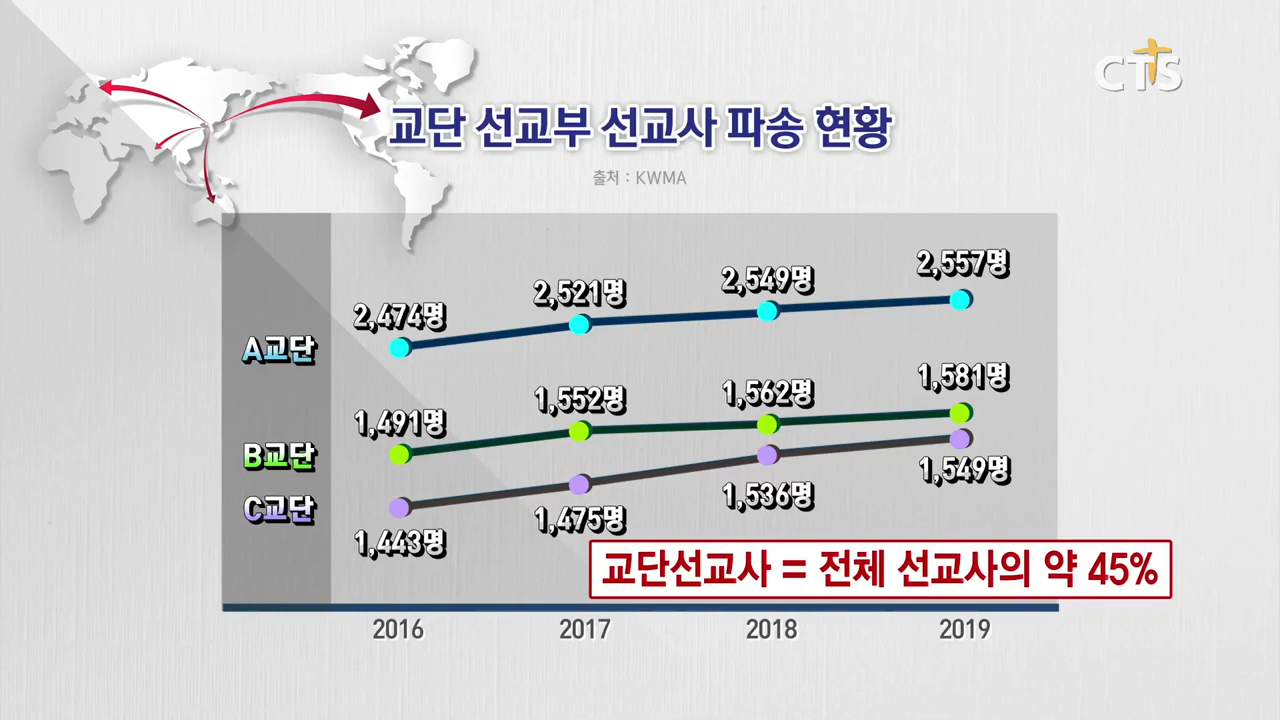 CTS
교단 선교부 선교사 파송 현황
출처 : KWMA
A교단
2,474명
2,521명
2,549명
2,557명
B교단
1,491명
1,552명
1,562명
1,581명
C교단
1,443명
1,475명
1,536명
1,549명
교단선교사 = 전체 선교사의 약 45%
2016
2017
2018
2019